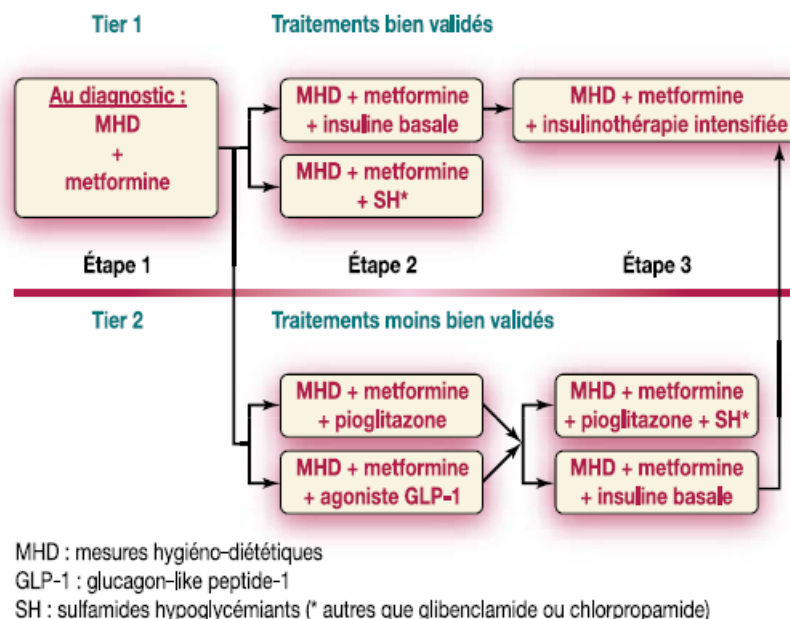 Tier 1
Traitements bien validés
Au diagnostic :
MHD
+
metformine
MHD + metformine
+ insuline basale
MHD + metformine
+ insulinothérapie intensifiée
MHD + metformine
+ SH*
Étape 1
Étape 2
Étape 3
Tier 2
Traitements moins bien validés
MHD + metformine
+ pioglitazone
MHD + metformine
+ pioglitazone + SH*
MHD + metformine
+ agoniste GLP-1
MHD + metformine
+ insuline basale
MHD : mesures hygiéno-diététiques
GLP-1 : glucagon-like peptide-1
SH : sulfamides hypoglycémiants (* autres que glibenclamide ou chlorpropamide)